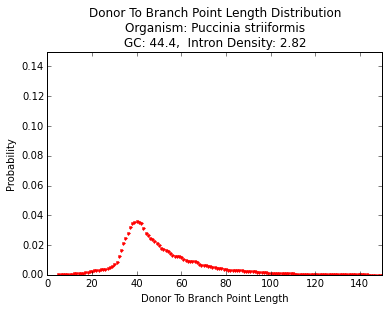 Donor To Branch Point Length Distribution
Organism: Puccinia striiformis
GC: 44.4,  Intron Density: 2.82
0.14
0.12
0.10
0.08
0.06
0.04
0.02
0.00
Probability
0 20 40 60 80 100 120 140
Donor To Branch Point Length